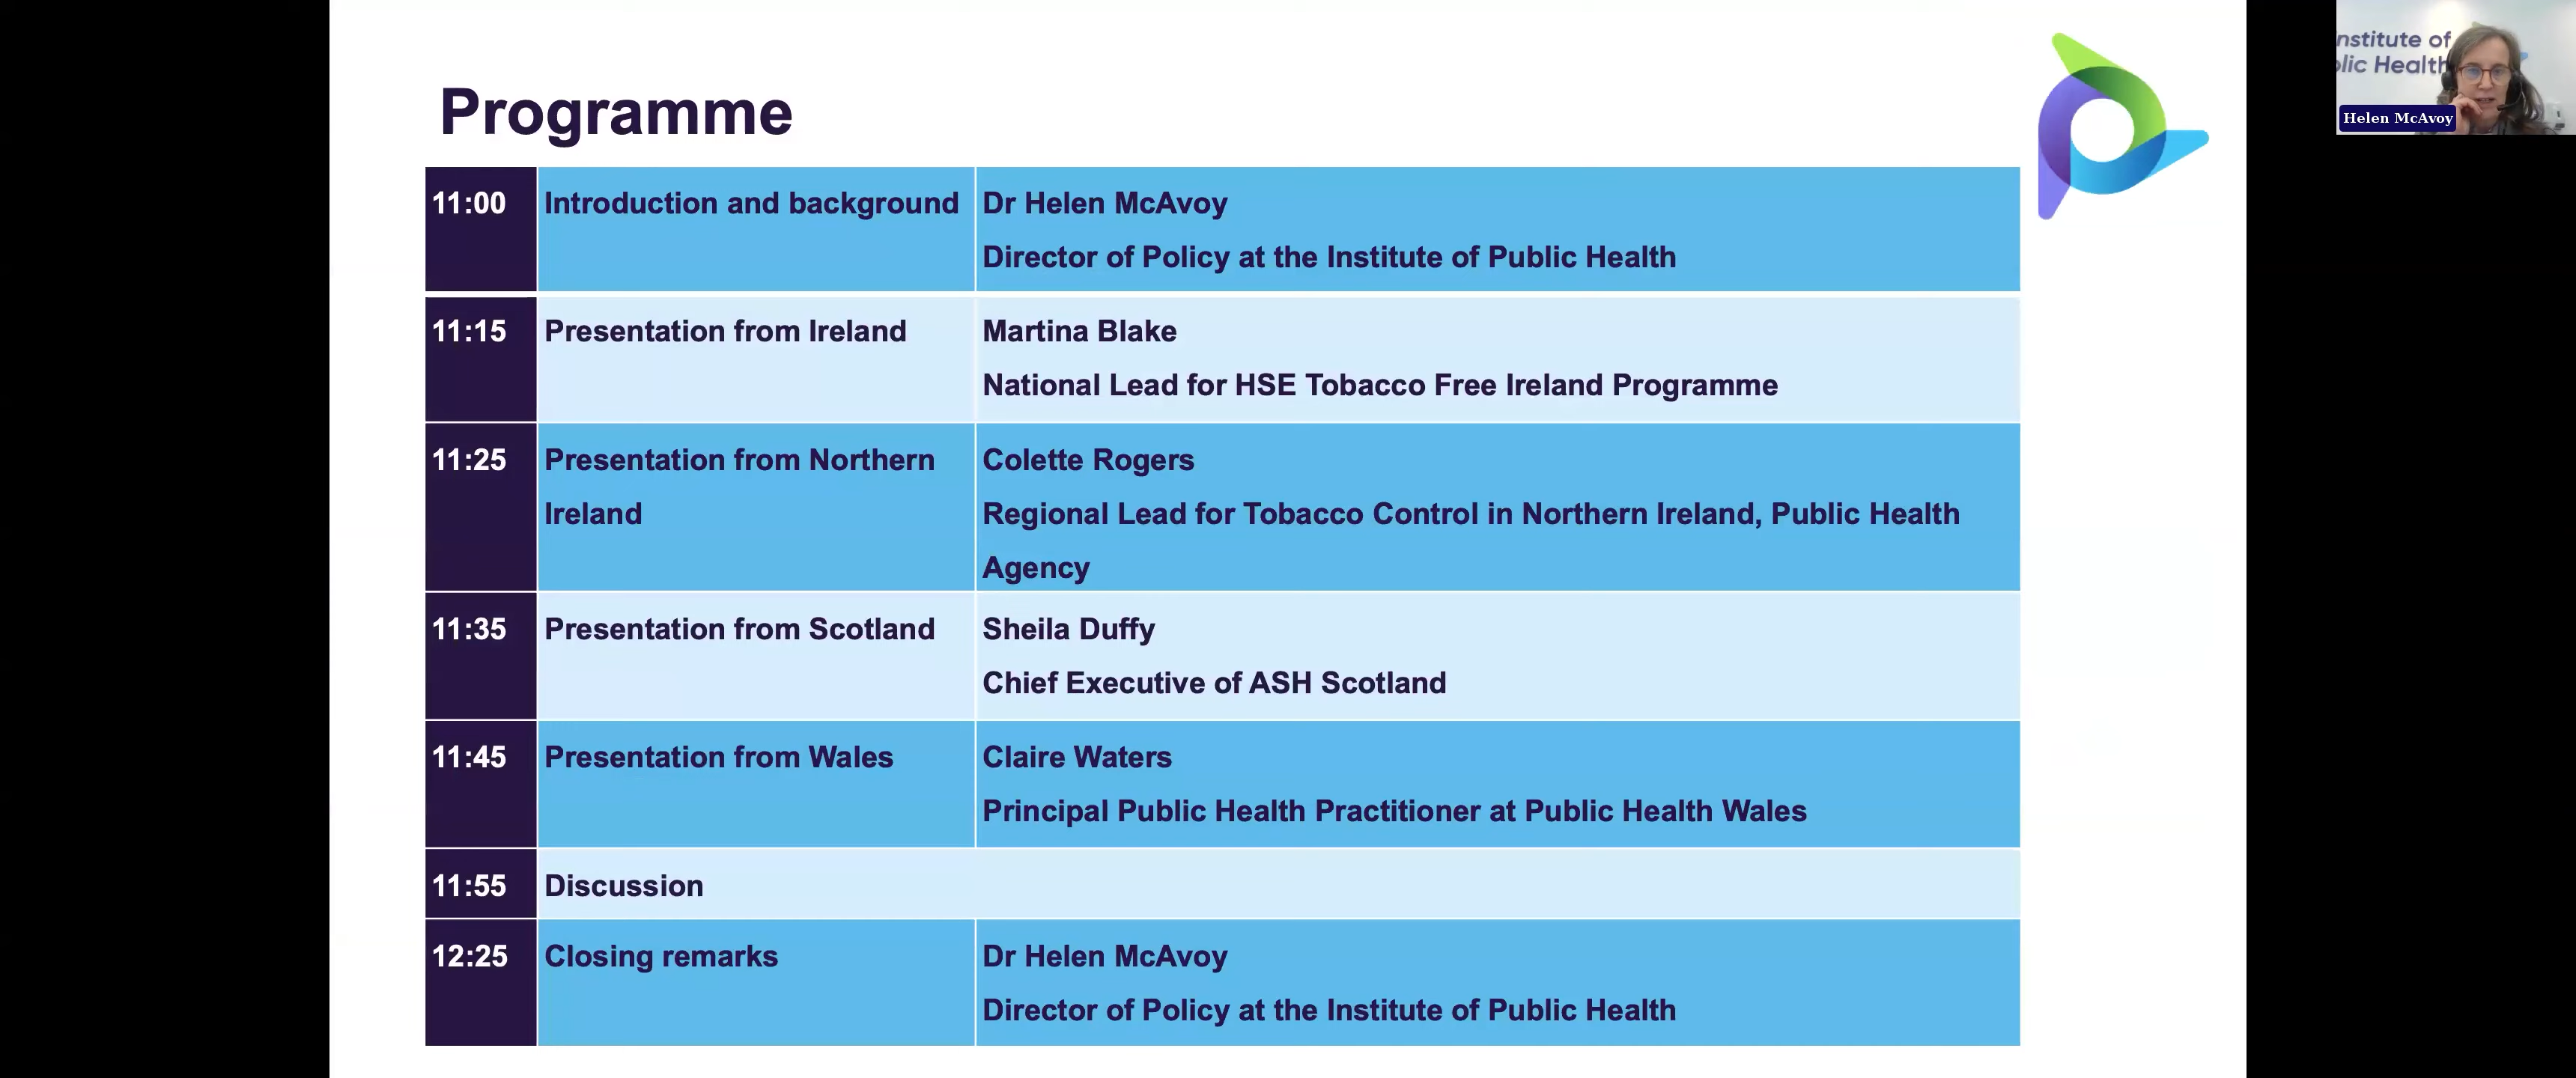 Programme
11:00 Introduction and background Dr Helen McAvoy
Director of Policy at the Institute of Public Health
11:15 Presentation from Ireland Martina Blake
National Lead for HSE Tobacco Free Ireland Programme
11:25 Presentation from Northern Colette Rogers
Ireland Regional Lead for Tobacco Control in Northern Ireland, Public Health
Agency
11:35 Presentation from Scotland Sheila Duffy
Chief Executive of ASH Scotland
11:45 Presentation from Wales Claire Waters
Principal Public Health Practitioner at Public Health Wales
11:55 Discussion
12:25 Closing remarks Dr Helen McAvoy
Director of Policy at the Institute of Public Health
nstitute of
lic Health
Helen McAvoy